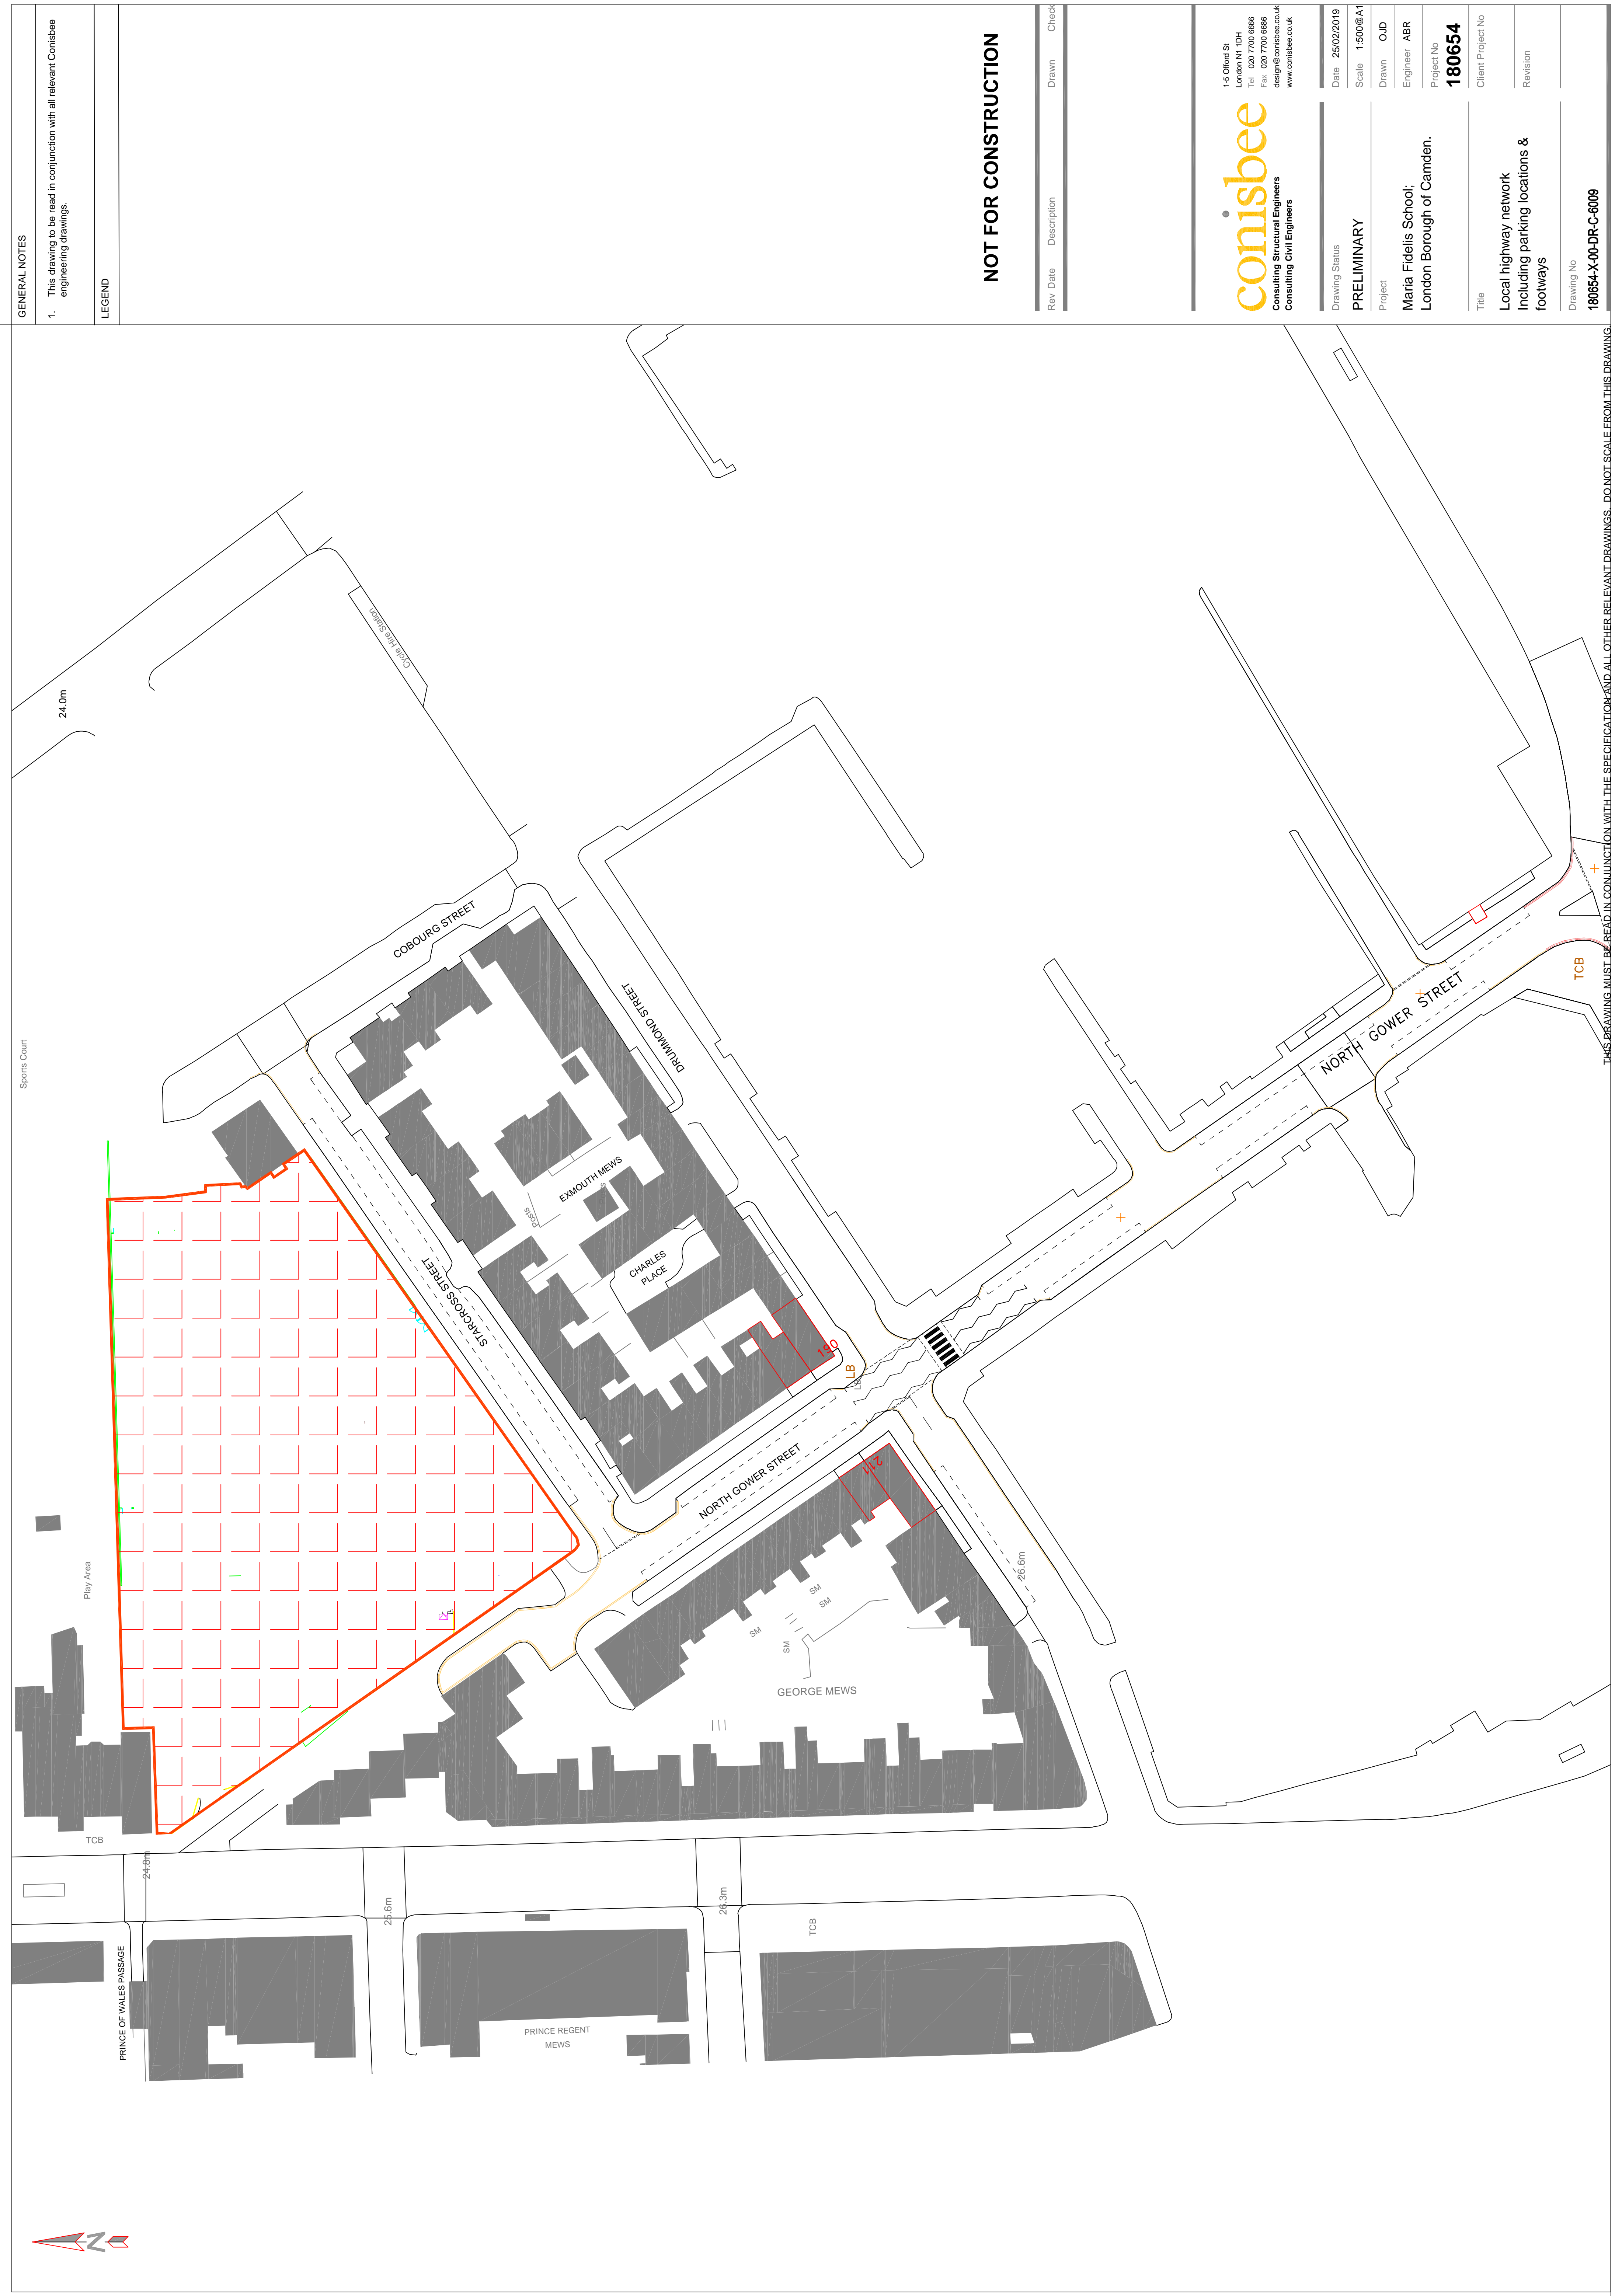 GENERAL NOTES
1. This drawing to be read in conjunction with all relevant Conisbee
engineering drawings.
LEGEND
NOT FOR CONSTRUCTION
Rev Date Description Drawn Check
conisbee
Consulting Structural Engineers
Consulting Civil Engineers
1-5 Offord St
London N1 1DH
Tel 020 7700 6666
Fax 020 7700 6686
design@conisbee.co.uk
www.conisbee.co.uk
Drawing Status
PRELIMINARY
Project
Maria Fidelis School;
London Borough of Camden.
Title
Local highway network
Including parking locations &
footways
Drawing No
180654-X-00-DR-C-6009
Date 25/02/2019
Scale 1:500@A1
Drawn OJD
Engineer ABR
Project No
180654
Client Project No
Revision
THIS DRAWING MUST BE READ IN CONJUNCTION WITH THE SPECIFICATION AND ALL OTHER RELEVANT DRAWINGS. DO NOT SCALE FROM THIS DRAWING.
24.0m
Cycle Hire Station
Sports Court
COBOURG STREET
DRUMMOND STREET
EXMOUTH MEWS
Posts
CHARLES
PLACE
STARCROSS STREET
190
LB
LB
NORTH GOWER STREET
NORTH GOWER STREET
TCB
211
26.6m
SM
SM
SM
SM
GEORGE MEWS
Play Area
TCB
24.8m
25.6m
26.3m
TCB
PRINCE OF WALES PASSAGE
PRINCE REGENT
MEWS
N